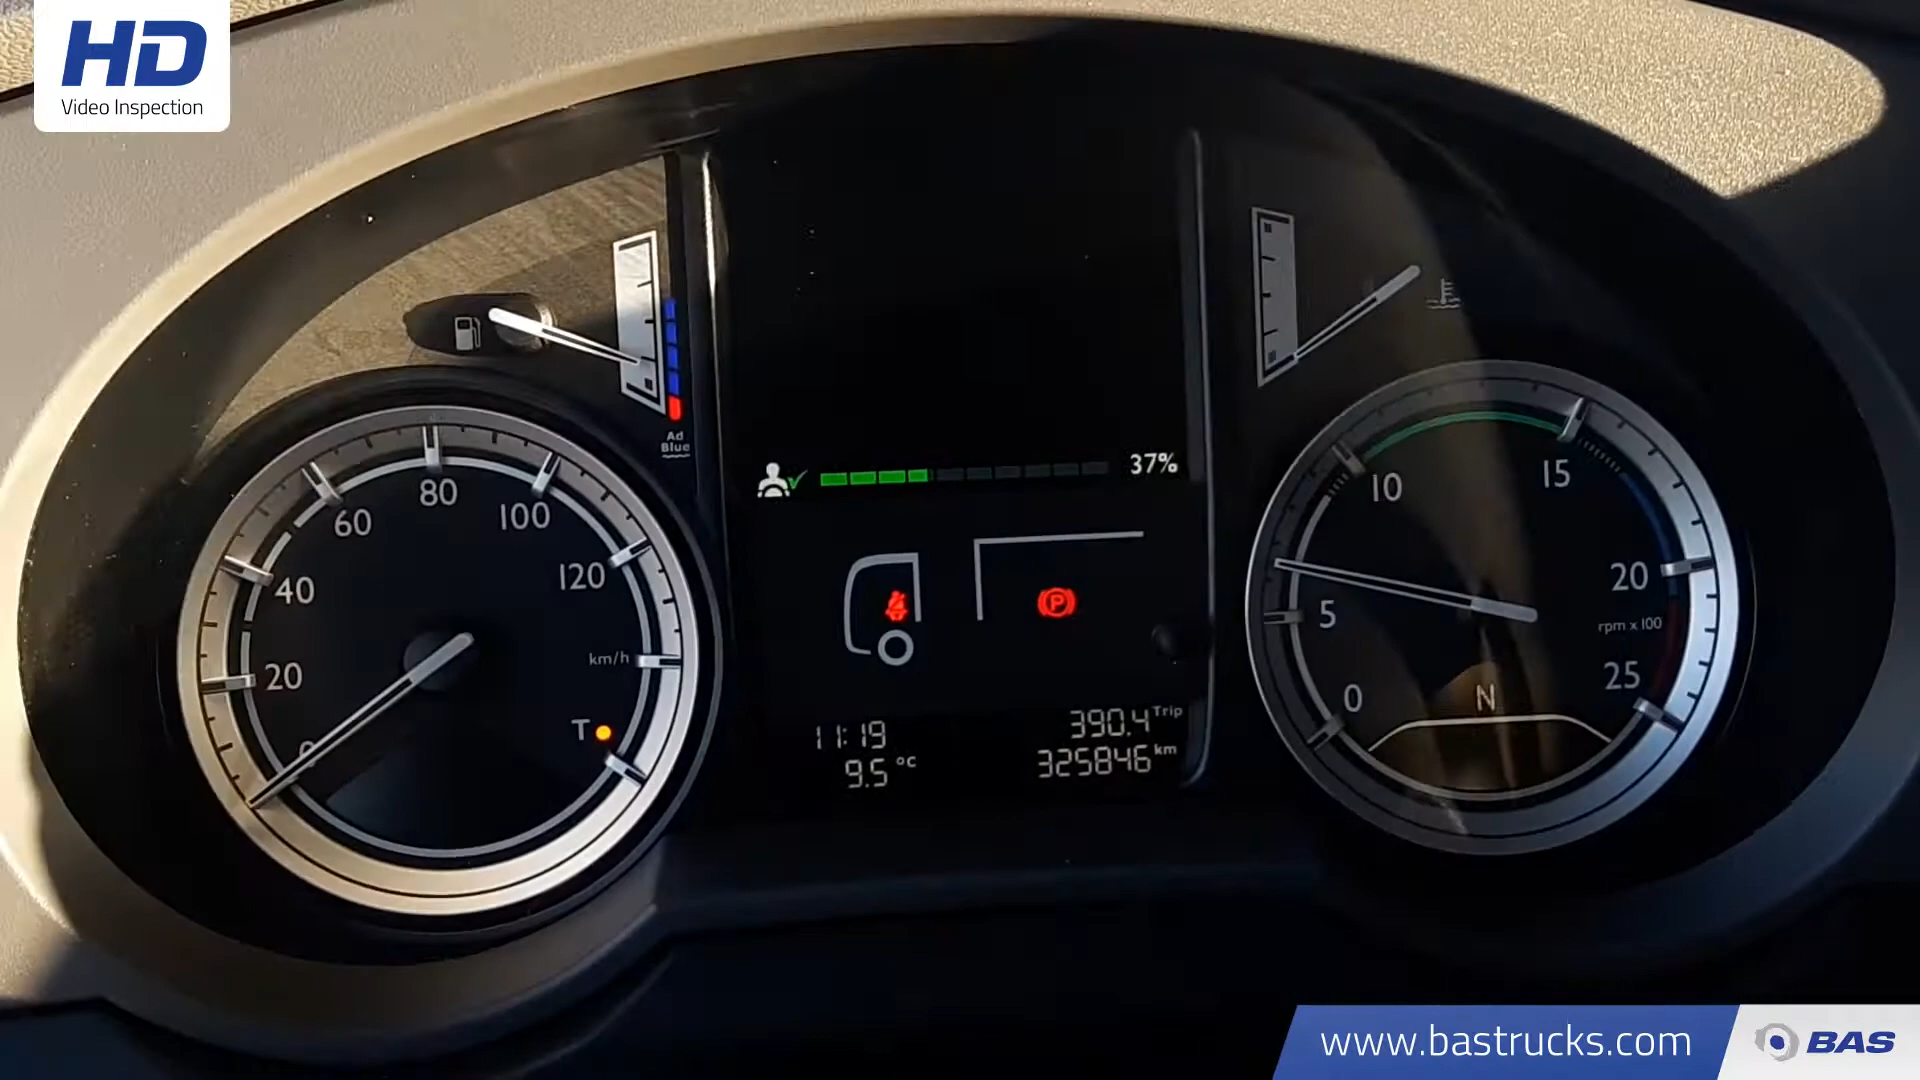 HD
Video Inspection
Ad
Blue
37%
20
40
60
80
100
120
km/h
T
0
5
10
15
20
25
rpm x 100
N
P
11:19
390.4 Trip
9.5 °C
325846 km
www.bastrucks.com
BAS